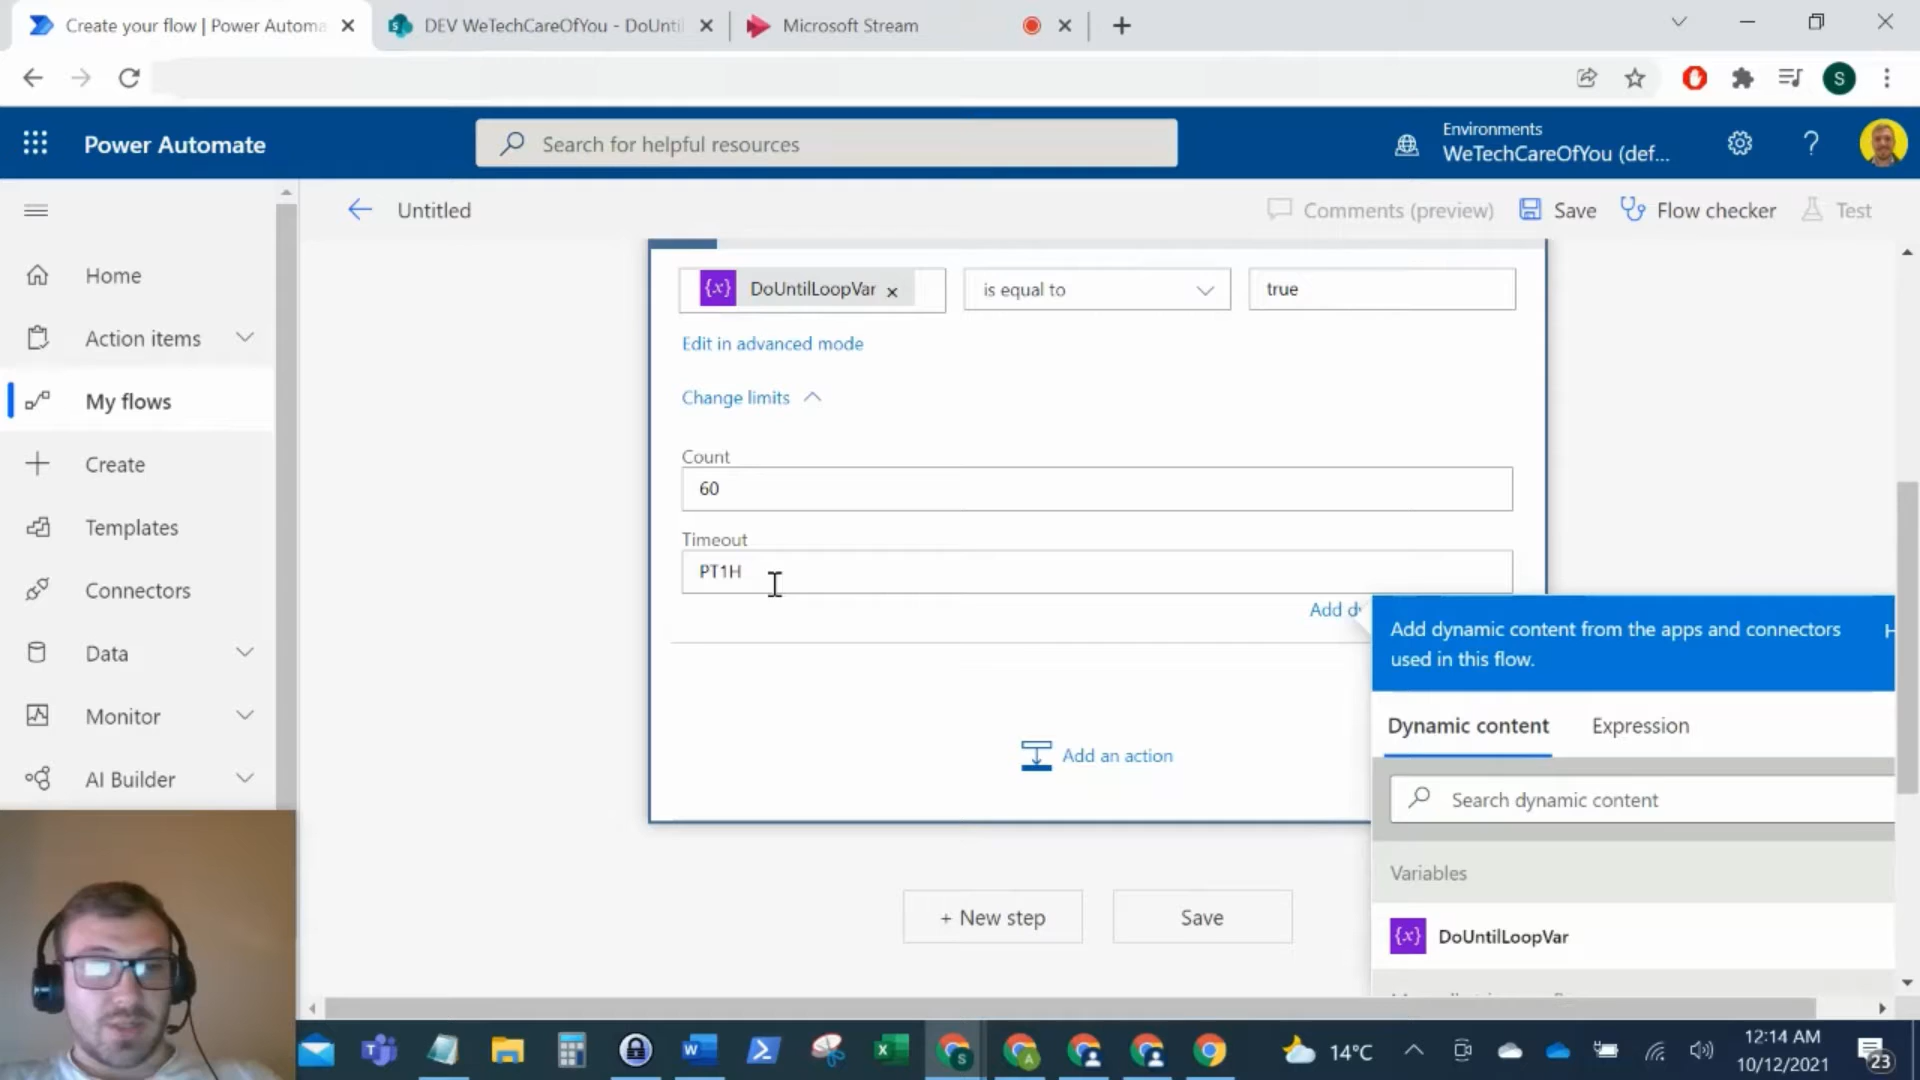 Create your flow | Power Automa
DEV WeTechCareOfYou - DoUntil
Microsoft Stream
S
Power Automate
Search for helpful resources
Environments
WeTechCareOfYou (def...
Untitled
Comments (preview)
Save
Flow checker
Test
Home
Action items
My flows
Create
Templates
Connectors
Data
Monitor
AI Builder
{x} DoUntilLoopVar
is equal to
true
Edit in advanced mode
Change limits
Count
60
Timeout
PT1H
Add d
Add dynamic content from the apps and connectors
used in this flow.
H
Dynamic content
Expression
Search dynamic content
Variables
{x} DoUntilLoopVar
Add an action
+ New step
Save
14°C
12:14 AM
10/12/2021
23